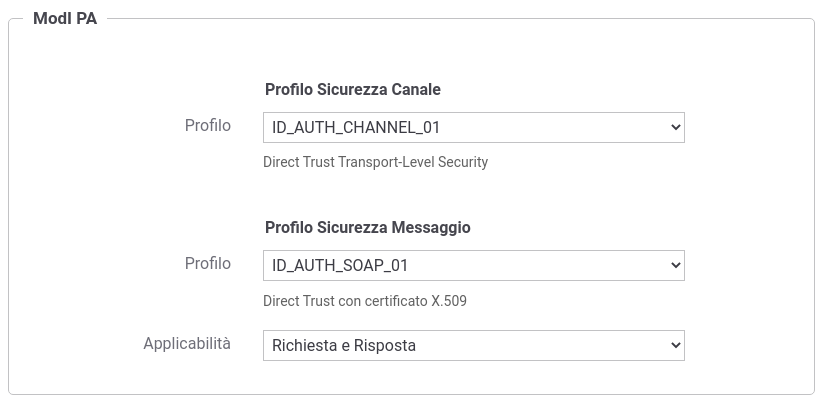 ModI PA
Profilo Sicurezza Canale
Profilo ID_AUTH_CHANNEL_01
Direct Trust Transport-Level Security
Profilo Sicurezza Messaggio
Profilo ID_AUTH_SOAP_01
Direct Trust con certificato X.509
Applicabilità Richiesta e Risposta